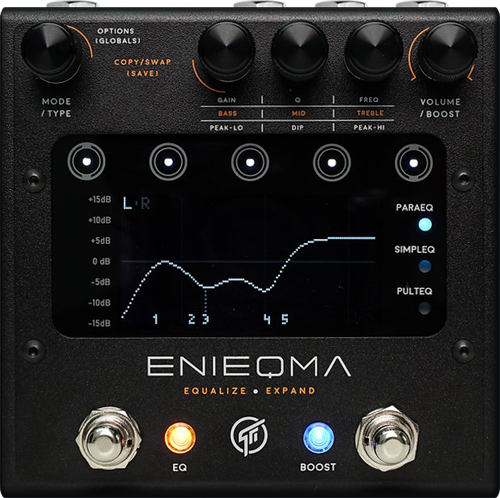 OPTIONS
(GLOBALS)
COPY/SWAP
(SAVE)
MODE
/TYPE
GAIN Q FREQ
BASS MID TREBLE
PEAK-LO DIP PEAK-HI
VOLUME
/BOOST
+15dB
L·R
+10dB
+5dB
0 dB
-5dB
-10dB
-15dB
1 2 3 4 5
PARAEQ
SIMPLEQ
PULTEQ
ENIEQMA
EQUALIZE • EXPAND
EQ
BOOST